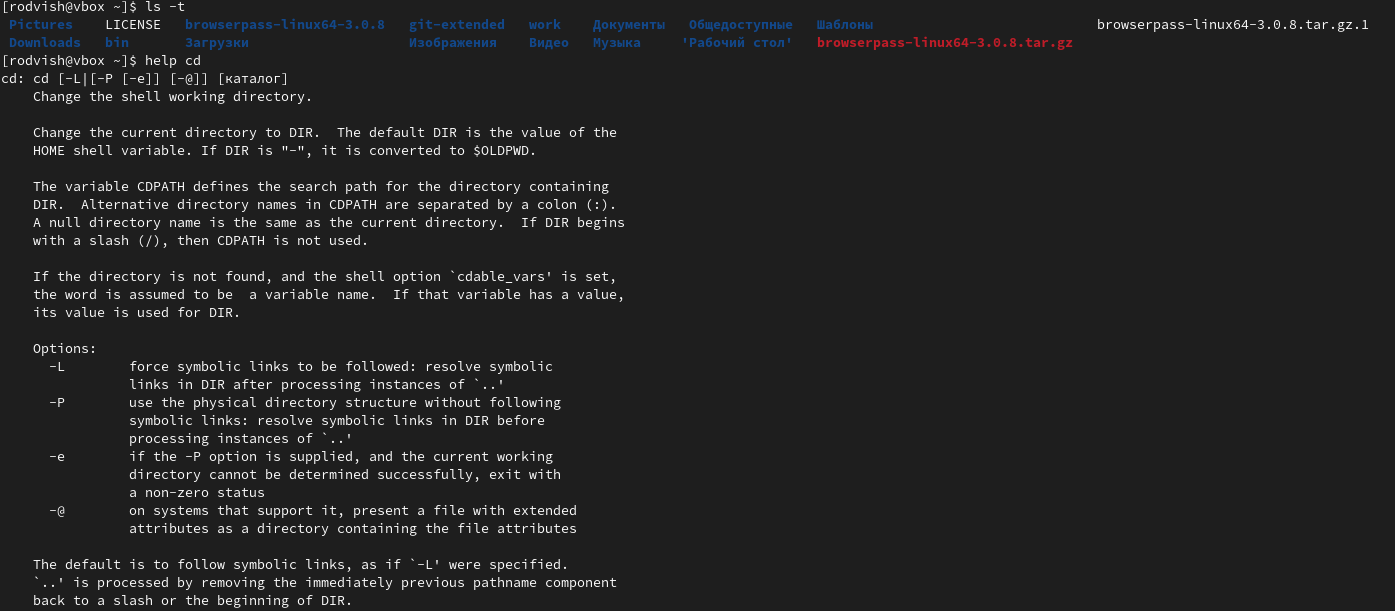 [rodvish@vbox ~]$ ls -t
Pictures LICENSE browserpass-linux64-3.0.8 git-extended work Документы Общедоступные Шаблоны browserpass-linux64-3.0.8.tar.gz.1
Downloads bin Загрузки Изображения Видео Музыка 'Рабочий стол' browserpass-linux64-3.0.8.tar.gz
[rodvish@vbox ~]$ help cd
cd: cd [-L|[-P [-e]] [-@]] [каталог]
Change the shell working directory.
Change the current directory to DIR.  The default DIR is the value of the
HOME shell variable. If DIR is "-", it is converted to $OLDPWD.
The variable CDPATH defines the search path for the directory containing
DIR.  Alternative directory names in CDPATH are separated by a colon (:).
A null directory name is the same as the current directory.  If DIR begins
with a slash (/), then CDPATH is not used.
If the directory is not found, and the shell option `cdable_vars' is set,
the word is assumed to be  a variable name.  If that variable has a value,
its value is used for DIR.
Options:
-L force symbolic links to be followed: resolve symbolic
links in DIR after processing instances of `..'
-P use the physical directory structure without following
symbolic links: resolve symbolic links in DIR before
processing instances of `..'
-e if the -P option is supplied, and the current working
directory cannot be determined successfully, exit with
a non-zero status
-@ on systems that support it, present a file with extended
attributes as a directory containing the file attributes
The default is to follow symbolic links, as if `-L' were specified.
`..' is processed by removing the immediately previous pathname component
back to a slash or the beginning of DIR.